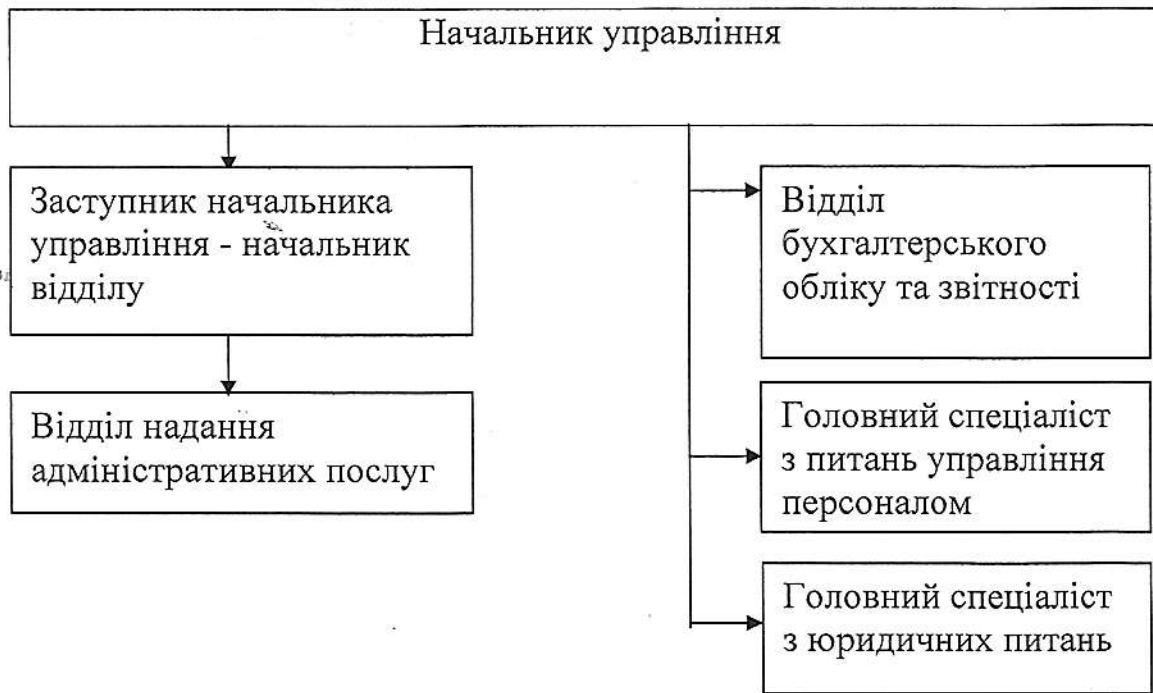 Начальник управління
Заступник начальника
управління - начальник
відділу
Відділ надання
адміністративних послуг
Відділ
бухгалтерського
обліку та звітності
Головний спеціаліст
з питань управління
персоналом
Головний спеціаліст
з юридичних питань